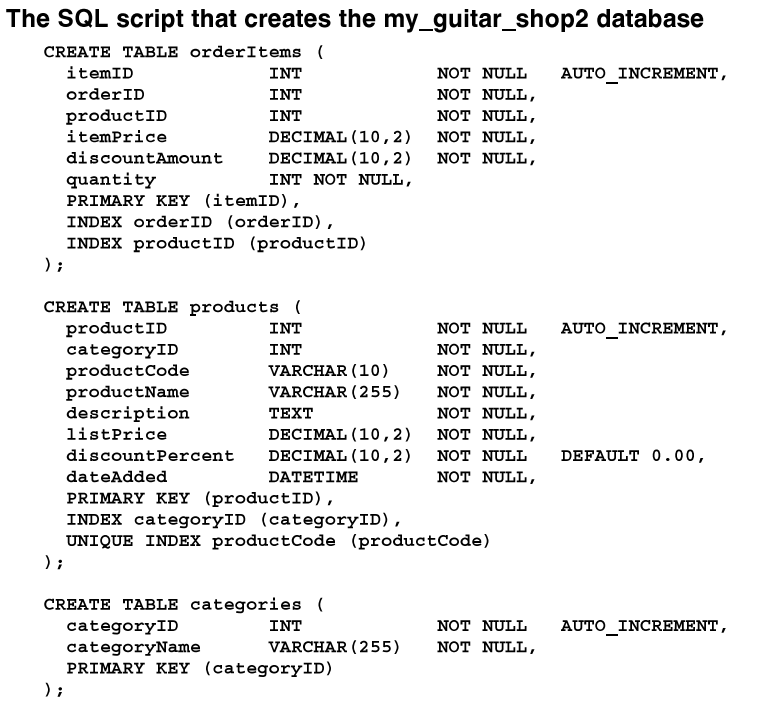 The SQL script that creates the my_guitar_shop2 database
CREATE TABLE orderItems (
itemID INT NOT NULL AUTO_INCREMENT,
orderID INT NOT NULL,
productID INT NOT NULL,
itemPrice DECIMAL(10,2) NOT NULL,
discountAmount DECIMAL(10,2) NOT NULL,
quantity INT NOT NULL,
PRIMARY KEY (itemID),
INDEX orderID (orderID),
INDEX productID (productID)
);
CREATE TABLE products (
productID INT NOT NULL AUTO_INCREMENT,
categoryID INT NOT NULL,
productCode VARCHAR(10) NOT NULL,
productName VARCHAR(255) NOT NULL,
description TEXT NOT NULL,
listPrice DECIMAL(10,2) NOT NULL,
discountPercent DECIMAL(10,2) NOT NULL DEFAULT 0.00,
dateAdded DATETIME NOT NULL,
PRIMARY KEY (productID),
INDEX categoryID (categoryID),
UNIQUE INDEX productCode (productCode)
);
CREATE TABLE categories (
categoryID INT NOT NULL AUTO_INCREMENT,
categoryName VARCHAR(255) NOT NULL,
PRIMARY KEY (categoryID)
);